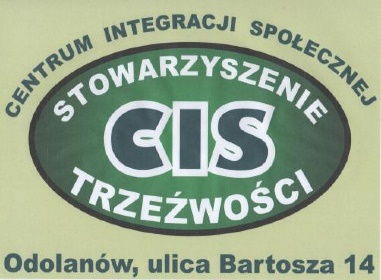 CENTRUM INTEGRACJI SPOŁECZNEJ
STOWARZYSZENIE
CIS
TRZEŹWOŚCI
Odolanów, ulica Bartosza 14